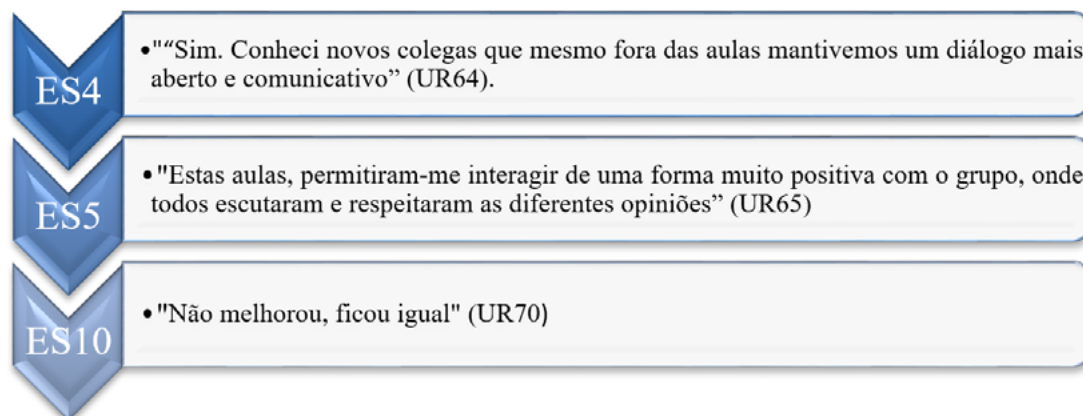 ES4
•"“Sim. Conheci novos colegas que mesmo fora das aulas mantivemos um diálogo mais
aberto e comunicativo” (UR64).
ES5
•"Estas aulas, permitiram-me interagir de uma forma muito positiva com o grupo, onde
todos escutaram e respeitaram as diferentes opiniões” (UR65)
ES10
•"Não melhorou, ficou igual" (UR70)